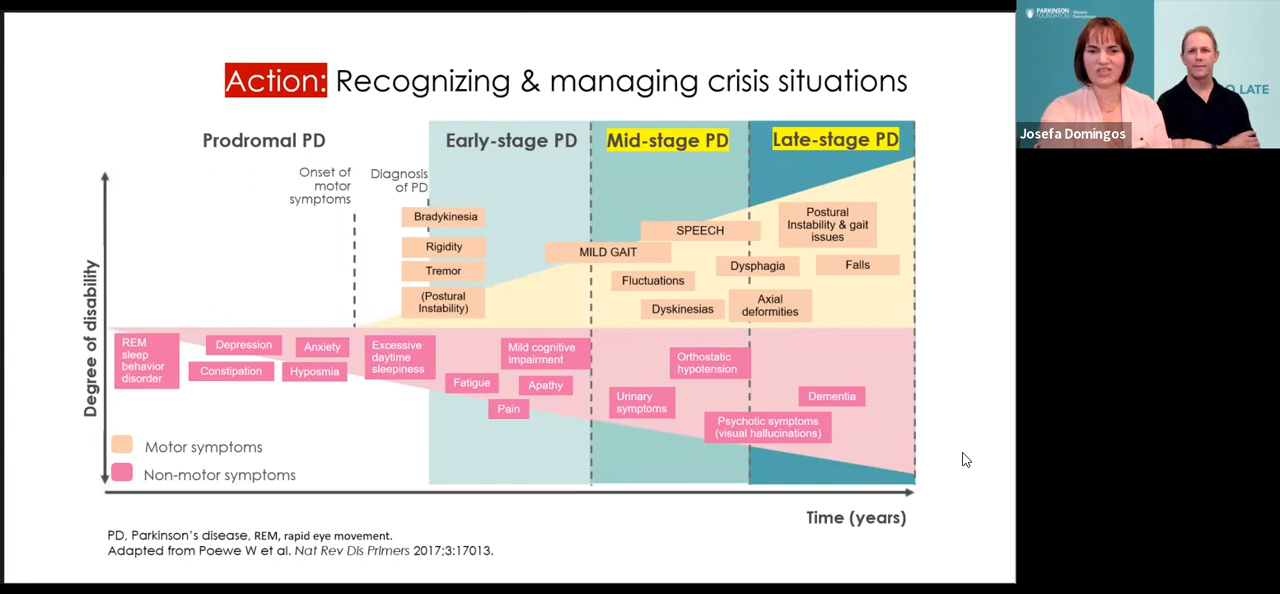 Action: Recognizing & managing crisis situations
Prodromal PD
Early-stage PD
Mid-stage PD
Late-stage PD
Onset of
motor
symptoms
Diagnosis
of PD
Degree of disability
Bradykinesia
Rigidity
Tremor
(Postural
Instability)
MILD GAIT
SPEECH
Fluctuations
Dyskinesias
Dysphagia
Axial
deformities
Postural
Instability & gait
issues
Falls
REM
sleep
behavior
disorder
Depression
Constipation
Anxiety
Hyposmia
Excessive
daytime
sleepiness
Mild cognitive
impairment
Fatigue
Apathy
Pain
Orthostatic
hypotension
Urinary
symptoms
Psychotic symptoms
(visual hallucinations)
Dementia
Motor symptoms
Non-motor symptoms
Time (years)
PD, Parkinson's disease, REM, rapid eye movement.
Adapted from Poewe W et al. Nat Rev Dis Primers 2017;3:17013.
PARKINSON
FOUNDATION
Western
Pennsylvania
O LATE
Josefa Domingos